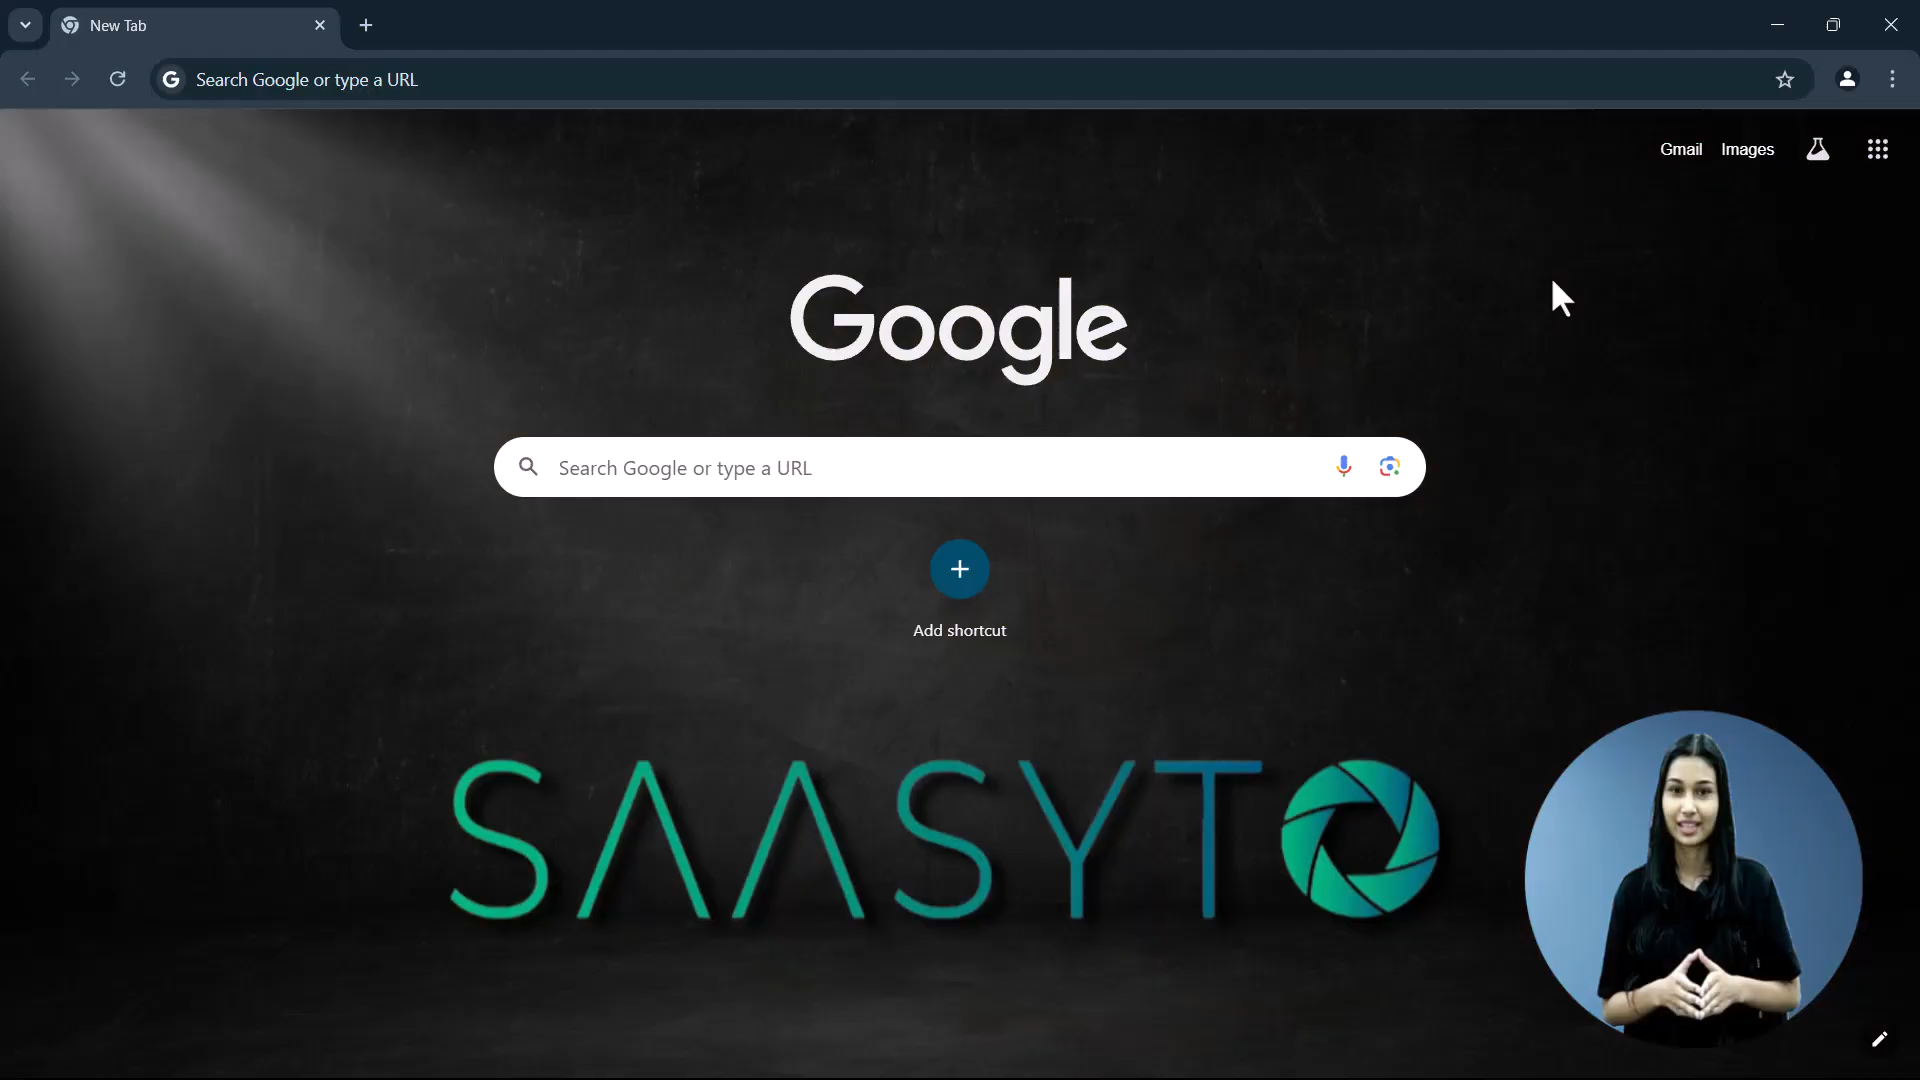 New Tab
Search Google or type a URL
Gmail Images
Google
Search Google or type a URL
Add shortcut
SAASYTO